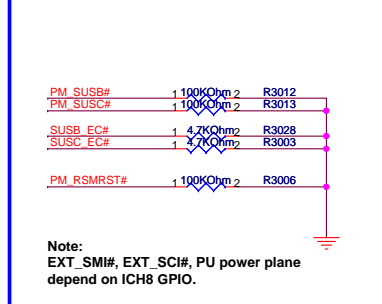 PM_SUSB# 1 100KOhm 2 R3012
PM_SUSC# 1 100KOhm 2 R3013
SUSB_EC# 1 4.7KOhm 2 R3028
SUSC_EC# 1 4.7KOhm 2 R3003
PM_RSMRST# 1 100KOhm 2 R3006
Note:
EXT_SMI#, EXT_SCI#, PU power plane
depend on ICH8 GPIO.